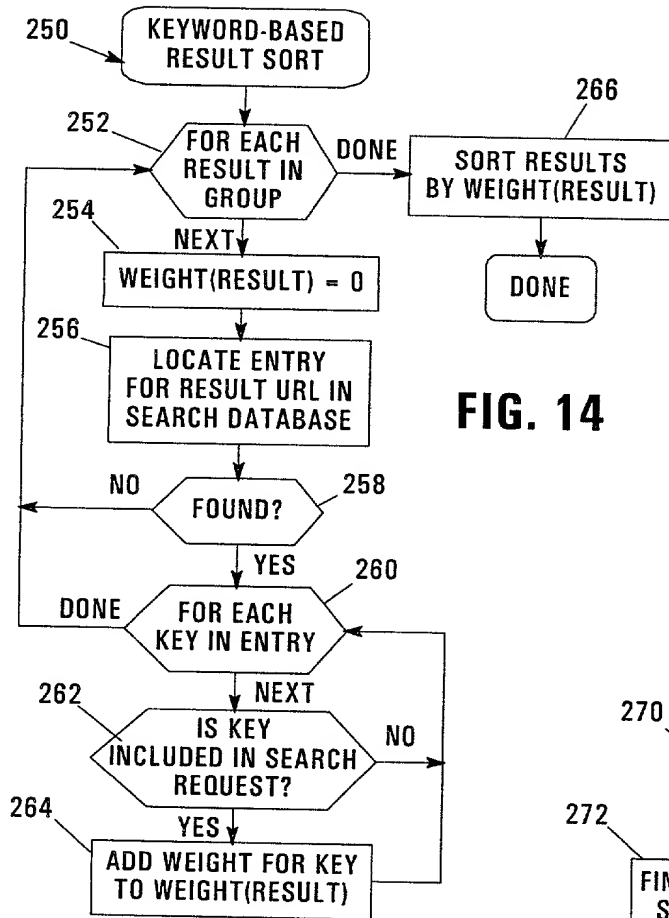 250
KEYWORD-BASED
RESULT SORT
252
FOR EACH
RESULT IN
GROUP
DONE
266
SORT RESULTS
BY WEIGHT(RESULT)
DONE
NEXT
254
WEIGHT(RESULT) = 0
256
LOCATE ENTRY
FOR RESULT URL IN
SEARCH DATABASE
FIG. 14
NO
FOUND?
258
YES
260
DONE
FOR EACH
KEY IN ENTRY
NEXT
262
IS KEY
INCLUDED IN SEARCH
REQUEST?
NO
YES
264
ADD WEIGHT FOR KEY
TO WEIGHT(RESULT)
270
272